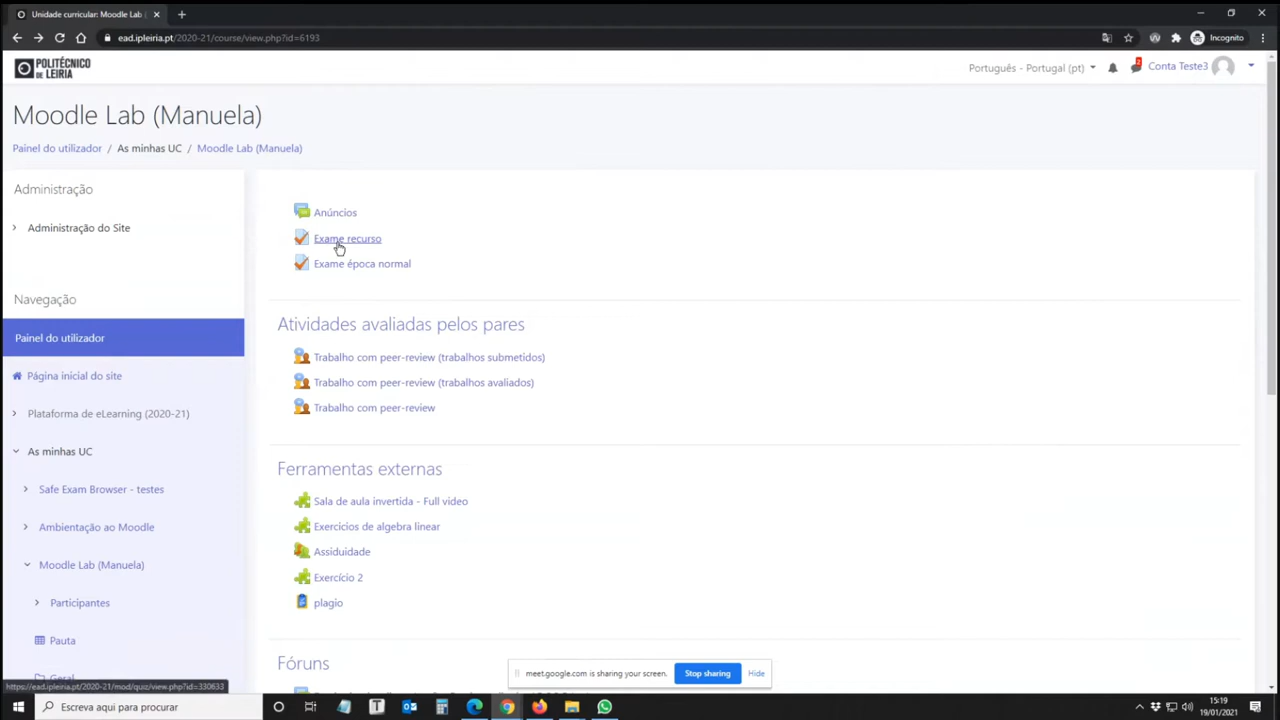 Unidade curricular: Moodle Lab (
ead.ipleiria.pt/2020-21/course/view.php?id=6193
Incognito
POLITÉCNICO
DE LEIRIA
Português - Portugal (pt)
Conta Teste3
Moodle Lab (Manuela)
Painel do utilizador / As minhas UC / Moodle Lab (Manuela)
Administração
Administração do Site
Navegação
Painel do utilizador
Página inicial do site
Plataforma de eLearning (2020-21)
As minhas UC
Safe Exam Browser - testes
Ambientação ao Moodle
Moodle Lab (Manuela)
Participantes
Pauta
Geral
Anúncios
Exame recurso
Exame época normal
Atividades avaliadas pelos pares
Trabalho com peer-review (trabalhos submetidos)
Trabalho com peer-review (trabalhos avaliados)
Trabalho com peer-review
Ferramentas externas
Sala de aula invertida - Full video
Exercicios de algebra linear
Assiduidade
Exercício 2
plagio
Fóruns
meet.google.com is sharing your screen.
Stop sharing
Hide
https://ead.ipleiria.pt/2020-21/mod/quiz/view.php?id=330633
Escreva aqui para procurar
15:19
19/01/2021